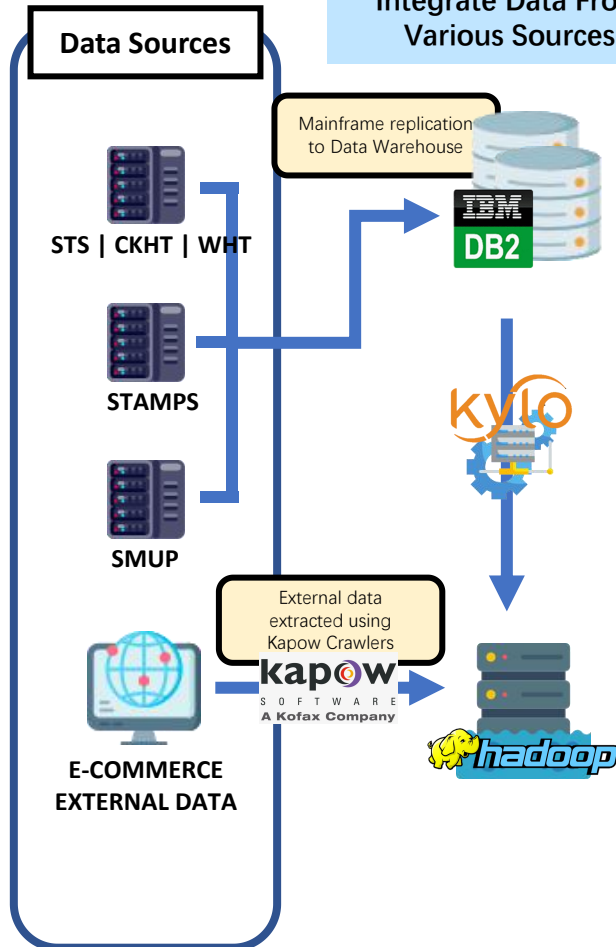 Integrate Data Fro
Various Sources
Data Sources
Mainframe replication
to Data Warehouse
STS | CKHT | WHT
IBM
DB2
STAMPS
kylo
SMUP
External data
extracted using
Kapow Crawlers
kapow
SOFTWARE
A Kofax Company
hadoop
E-COMMERCE
EXTERNAL DATA